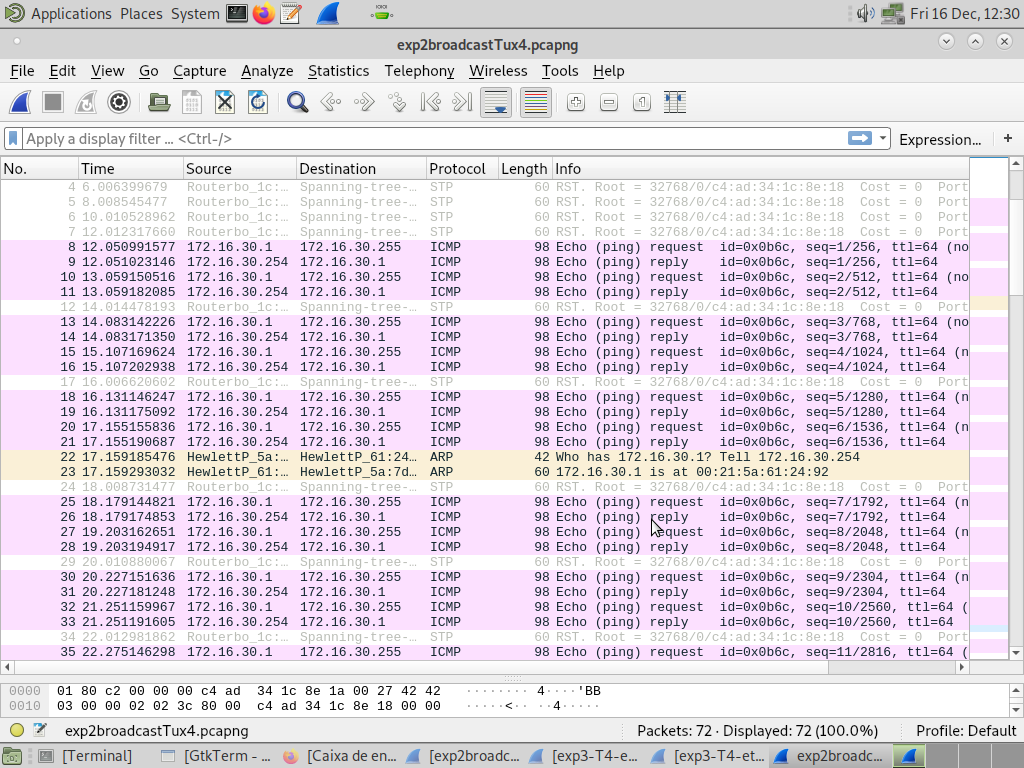 Applications Places System Fri 16 Dec, 12:30
exp2broadcastTux4.pcapng
File Edit View Go Capture Analyze Statistics Telephony Wireless Tools Help
Apply a display filter ... <Ctrl-/> Expression... +
No. Time Source Destination Protocol Length Info
4 6.006399679 Routerbo_1c:… Spanning-tree-… STP 60 RST. Root = 32768/0/c4:ad:34:1c:8e:18 Cost = 0 Port
5 8.008545477 Routerbo_1c:… Spanning-tree-… STP 60 RST. Root = 32768/0/c4:ad:34:1c:8e:18 Cost = 0 Port
6 10.010528962 Routerbo_1c:… Spanning-tree-… STP 60 RST. Root = 32768/0/c4:ad:34:1c:8e:18 Cost = 0 Port
7 12.012317660 Routerbo_1c:… Spanning-tree-… STP 60 RST. Root = 32768/0/c4:ad:34:1c:8e:18 Cost = 0 Port
8 12.050991577 172.16.30.1 172.16.30.255 ICMP 98 Echo (ping) request id=0x0b6c, seq=1/256, ttl=64 (no
9 12.051023146 172.16.30.254 172.16.30.1 ICMP 98 Echo (ping) reply id=0x0b6c, seq=1/256, ttl=64
10 13.059150516 172.16.30.1 172.16.30.255 ICMP 98 Echo (ping) request id=0x0b6c, seq=2/512, ttl=64 (no
11 13.059182085 172.16.30.254 172.16.30.1 ICMP 98 Echo (ping) reply id=0x0b6c, seq=2/512, ttl=64
12 14.014478193 Routerbo_1c:… Spanning-tree-… STP 60 RST. Root = 32768/0/c4:ad:34:1c:8e:18 Cost = 0 Port
13 14.083142226 172.16.30.1 172.16.30.255 ICMP 98 Echo (ping) request id=0x0b6c, seq=3/768, ttl=64 (no
14 14.083171350 172.16.30.254 172.16.30.1 ICMP 98 Echo (ping) reply id=0x0b6c, seq=3/768, ttl=64
15 15.107169624 172.16.30.1 172.16.30.255 ICMP 98 Echo (ping) request id=0x0b6c, seq=4/1024, ttl=64 (n
16 15.107202938 172.16.30.254 172.16.30.1 ICMP 98 Echo (ping) reply id=0x0b6c, seq=4/1024, ttl=64
17 16.006620602 Routerbo_1c:… Spanning-tree-… STP 60 RST. Root = 32768/0/c4:ad:34:1c:8e:18 Cost = 0 Port
18 16.131146247 172.16.30.1 172.16.30.255 ICMP 98 Echo (ping) request id=0x0b6c, seq=5/1280, ttl=64 (n
19 16.131175092 172.16.30.254 172.16.30.1 ICMP 98 Echo (ping) reply id=0x0b6c, seq=5/1280, ttl=64
20 17.155155836 172.16.30.1 172.16.30.255 ICMP 98 Echo (ping) request id=0x0b6c, seq=6/1536, ttl=64 (n
21 17.155190687 172.16.30.254 172.16.30.1 ICMP 98 Echo (ping) reply id=0x0b6c, seq=6/1536, ttl=64
22 17.159185476 HewlettP_5a:… HewlettP_61:24… ARP 42 Who has 172.16.30.1? Tell 172.16.30.254
23 17.159293032 HewlettP_61:… HewlettP_5a:7d… ARP 60 172.16.30.1 is at 00:21:5a:61:24:92
24 18.008731477 Routerbo_1c:… Spanning-tree-… STP 60 RST. Root = 32768/0/c4:ad:34:1c:8e:18 Cost = 0 Port
25 18.179144821 172.16.30.1 172.16.30.255 ICMP 98 Echo (ping) request id=0x0b6c, seq=7/1792, ttl=64 (n
26 18.179174853 172.16.30.254 172.16.30.1 ICMP 98 Echo (ping) reply id=0x0b6c, seq=7/1792, ttl=64
27 19.203162651 172.16.30.1 172.16.30.255 ICMP 98 Echo (ping) request id=0x0b6c, seq=8/2048, ttl=64 (n
28 19.203194917 172.16.30.254 172.16.30.1 ICMP 98 Echo (ping) reply id=0x0b6c, seq=8/2048, ttl=64
29 20.010880067 Routerbo_1c:… Spanning-tree-… STP 60 RST. Root = 32768/0/c4:ad:34:1c:8e:18 Cost = 0 Port
30 20.227151636 172.16.30.1 172.16.30.255 ICMP 98 Echo (ping) request id=0x0b6c, seq=9/2304, ttl=64 (n
31 20.227181248 172.16.30.254 172.16.30.1 ICMP 98 Echo (ping) reply id=0x0b6c, seq=9/2304, ttl=64
32 21.251159967 172.16.30.1 172.16.30.255 ICMP 98 Echo (ping) request id=0x0b6c, seq=10/2560, ttl=64 (
33 21.251191605 172.16.30.254 172.16.30.1 ICMP 98 Echo (ping) reply id=0x0b6c, seq=10/2560, ttl=64
34 22.012981862 Routerbo_1c:… Spanning-tree-… STP 60 RST. Root = 32768/0/c4:ad:34:1c:8e:18 Cost = 0 Port
35 22.275146298 172.16.30.1 172.16.30.255 ICMP 98 Echo (ping) request id=0x0b6c, seq=11/2816, ttl=64 (
0000 01 80 c2 00 00 00 c4 ad 34 1c 8e 1a 00 27 42 42 ········ 4····'BB
0010 03 00 00 02 02 3c 80 00 c4 ad 34 1c 8e 18 00 00 ·····<·· ··4·····
exp2broadcastTux4.pcapng Packets: 72 · Displayed: 72 (100.0%) Profile: Default
[Terminal] [GtkTerm - ... [Caixa de en... [exp2broadc... [exp3-T4-e... [exp3-T4-et... exp2broadc...